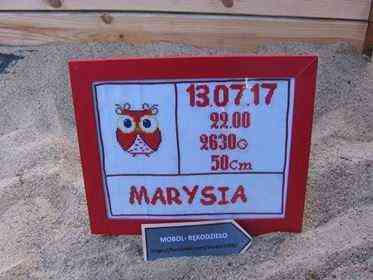 13.07.17
22.00
2630G
50cm
MARYSIA
MOBOL- RĘKODZIEŁO